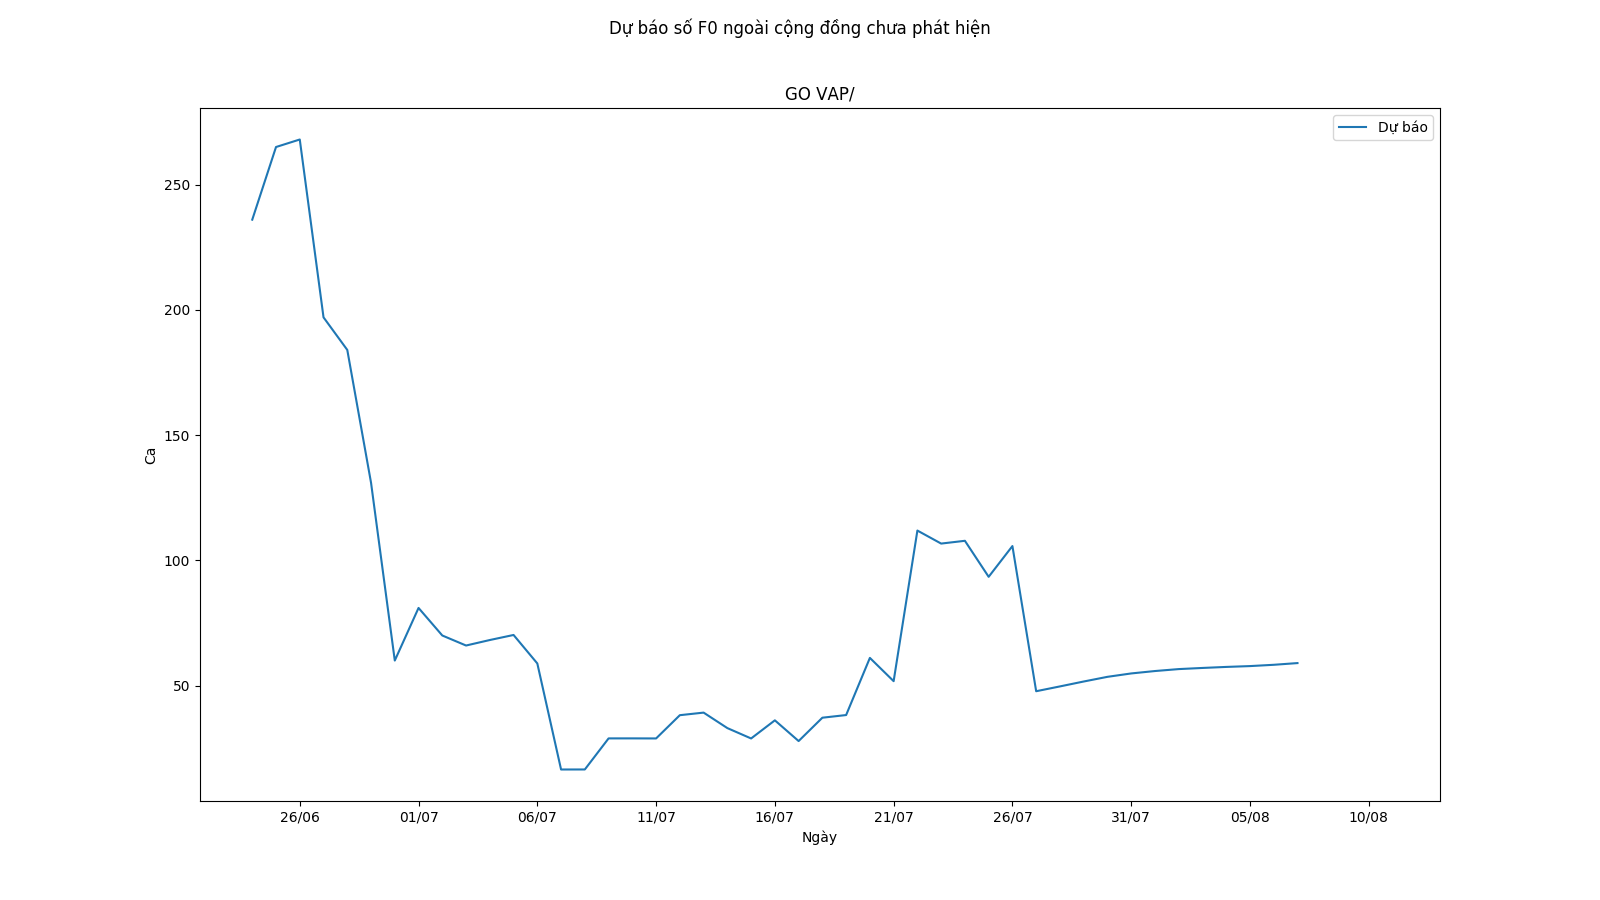 Dự báo số F0 ngoài cộng đồng chưa phát hiện
GO VAP/
Dự báo
250
200
150
100
50
Ca
26/06 01/07 06/07 11/07 16/07 21/07 26/07 31/07 05/08 10/08
Ngày